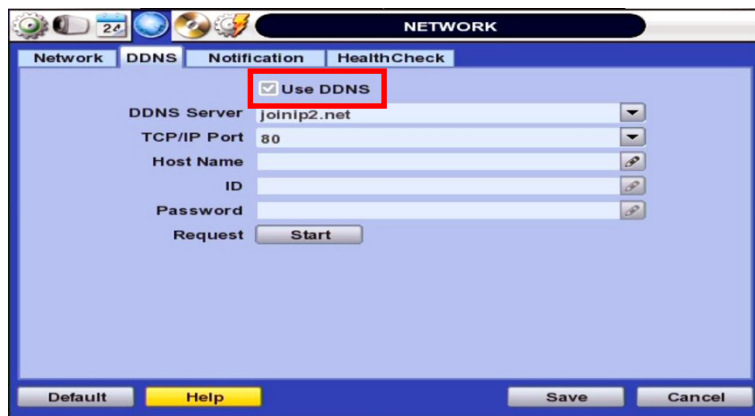 24 NETWORK
Network DDNS Notification HealthCheck
Use DDNS
DDNS Server joinip2.net
TCP/IP Port 80
Host Name
ID
Password
Request Start
Default Help Save Cancel